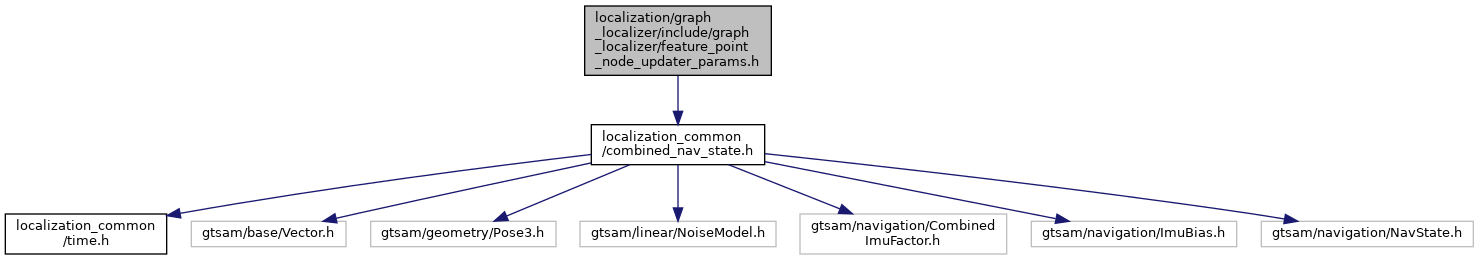 localization/graph
_localizer/include/graph
_localizer/feature_point
_node_updater_params.h
localization_common
/combined_nav_state.h
localization_common
/time.h
gtsam/base/Vector.h
gtsam/geometry/Pose3.h
gtsam/linear/NoiseModel.h
gtsam/navigation/Combined
ImuFactor.h
gtsam/navigation/ImuBias.h
gtsam/navigation/NavState.h